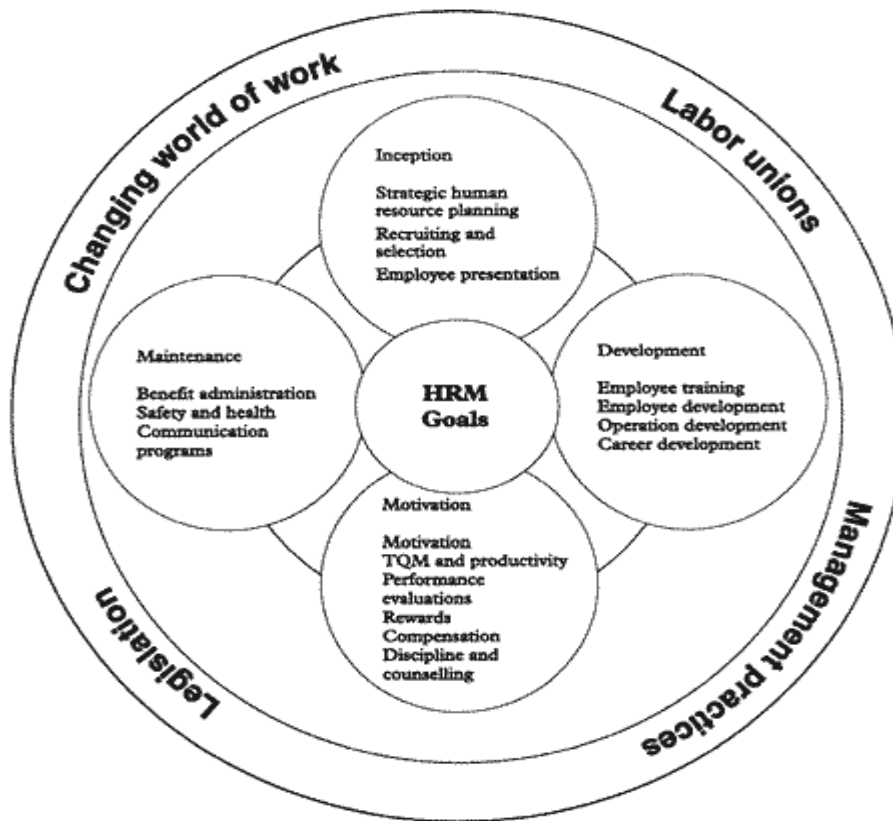 Changing world of work
Labor unions
Inception
Strategic human
resource planning
Recruiting and
selection
Employee presentation
Maintenance
Benefit administration
Safety and health
Communication
programs
HRM
Goals
Development
Employee training
Employee development
Operation development
Career development
Motivation
Motivation
TQM and productivity
Performance
evaluations
Rewards
Compensation
Discipline and
counselling
Legislation
Management practices